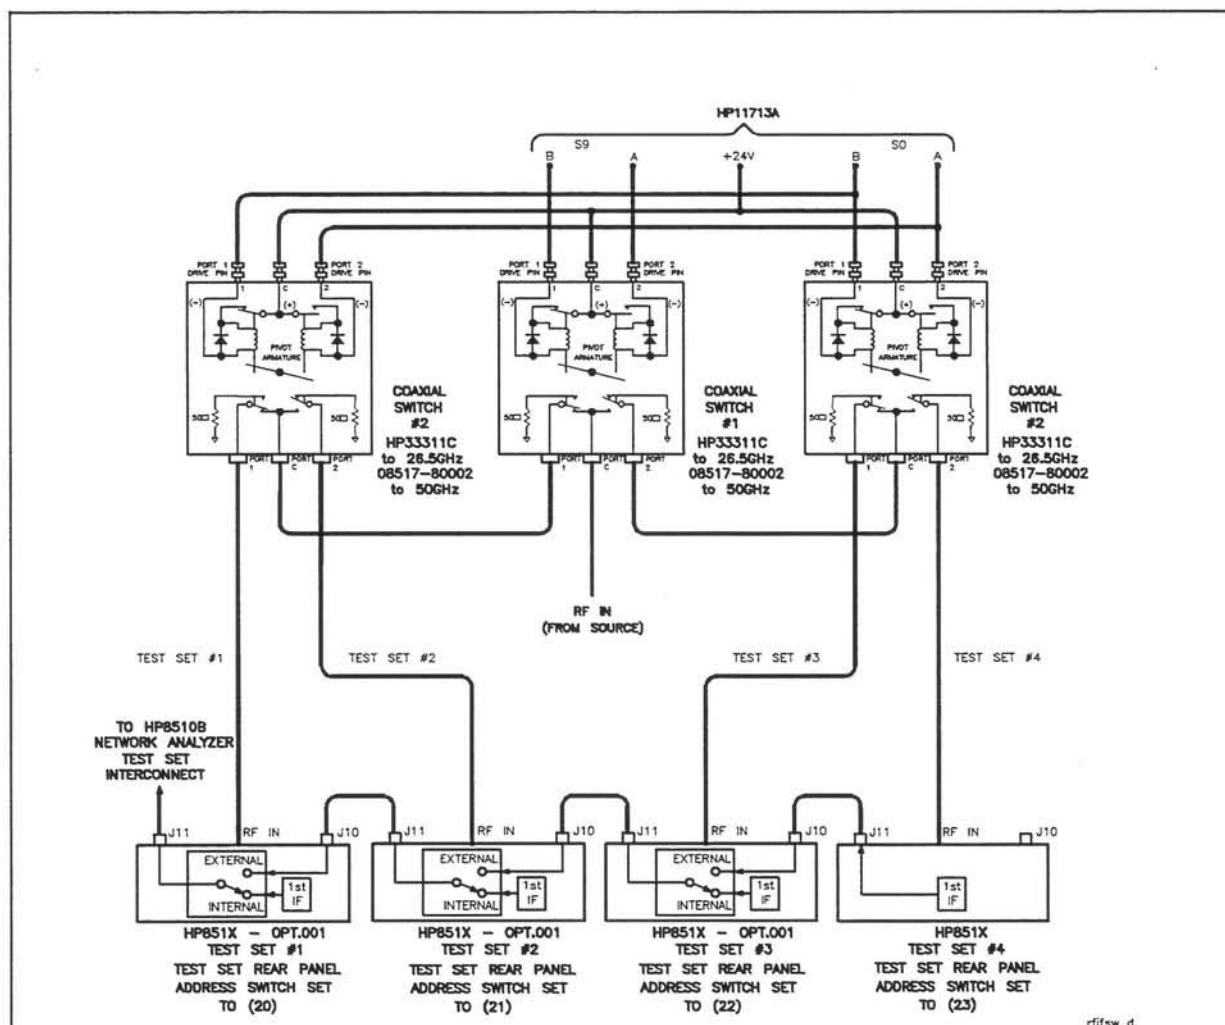 HP11713A
S9
S0
B
A
+24V
B
A
PORT 1
DRIVE PIN
PORT 2
DRIVE PIN
PORT 1
DRIVE PIN
PORT 2
DRIVE PIN
PORT 1
DRIVE PIN
PORT 2
DRIVE PIN
1
C
2
1
C
2
1
C
2
(-)
(+)
(-)
(-)
(+)
(-)
(-)
(+)
(-)
PIVOT
ARMATURE
PIVOT
ARMATURE
PIVOT
ARMATURE
50□
50□
50□
50□
50□
50□
PORT
1
PORT
C
PORT
2
PORT
1
PORT
C
PORT
2
PORT
1
PORT
C
PORT
2
COAXIAL
SWITCH
#2
HP33311C
to 26.5GHz
08517-80002
to 50GHz
COAXIAL
SWITCH
#1
HP33311C
to 26.5GHz
08517-80002
to 50GHz
COAXIAL
SWITCH
#2
HP33311C
to 26.5GHz
08517-80002
to 50GHz
RF IN
(FROM SOURCE)
TEST SET #1
TEST SET #2
TEST SET #3
TEST SET #4
TO HP8510B
NETWORK ANALYZER
TEST SET
INTERCONNECT
J11
RF IN
J10
J11
RF IN
J10
J11
RF IN
J10
J11
RF IN
J10
EXTERNAL
INTERNAL
1st
IF
EXTERNAL
INTERNAL
1st
IF
EXTERNAL
INTERNAL
1st
IF
1st
IF
HP851X - OPT.001
TEST SET #1
TEST SET REAR PANEL
ADDRESS SWITCH SET
TO (20)
HP851X - OPT.001
TEST SET #2
TEST SET REAR PANEL
ADDRESS SWITCH SET
TO (21)
HP851X - OPT.001
TEST SET #3
TEST SET REAR PANEL
ADDRESS SWITCH SET
TO (22)
HP851X
TEST SET #4
TEST SET REAR PANEL
ADDRESS SWITCH SET
TO (23)